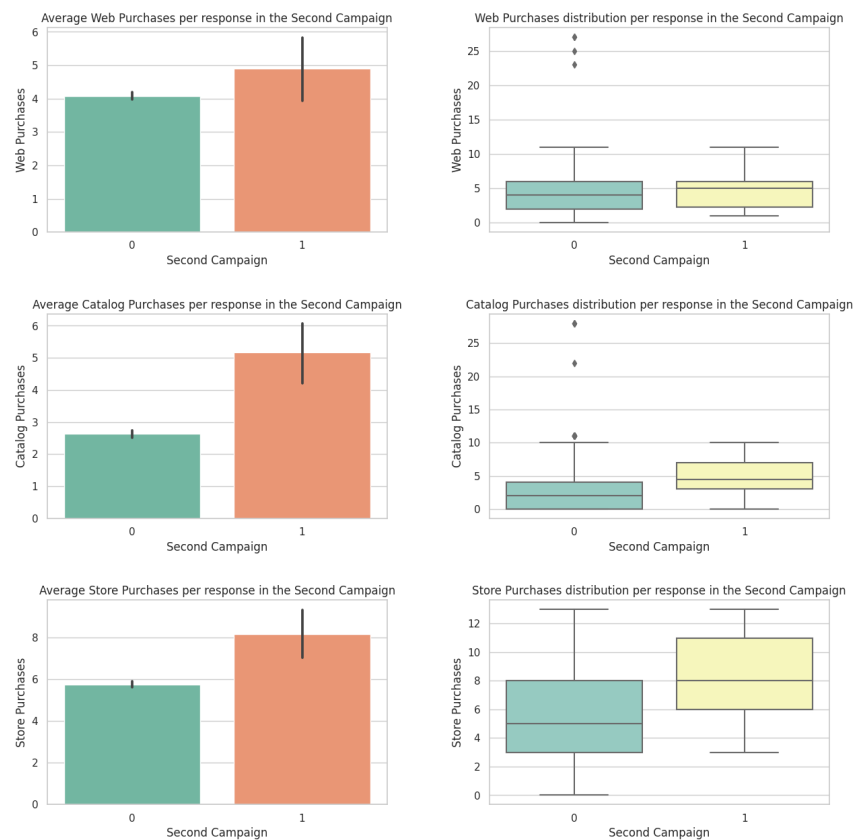 Average Web Purchases per response in the Second Campaign
6
5
4
3
2
1
0
Web Purchases
0 1
Second Campaign
Web Purchases distribution per response in the Second Campaign
25
20
15
10
5
0
Web Purchases
0 1
Second Campaign
Average Catalog Purchases per response in the Second Campaign
6
5
4
3
2
1
0
Catalog Purchases
0 1
Second Campaign
Catalog Purchases distribution per response in the Second Campaign
25
20
15
10
5
0
Catalog Purchases
0 1
Second Campaign
Average Store Purchases per response in the Second Campaign
8
6
4
2
0
Store Purchases
0 1
Second Campaign
Store Purchases distribution per response in the Second Campaign
12
10
8
6
4
2
0
Store Purchases
0 1
Second Campaign